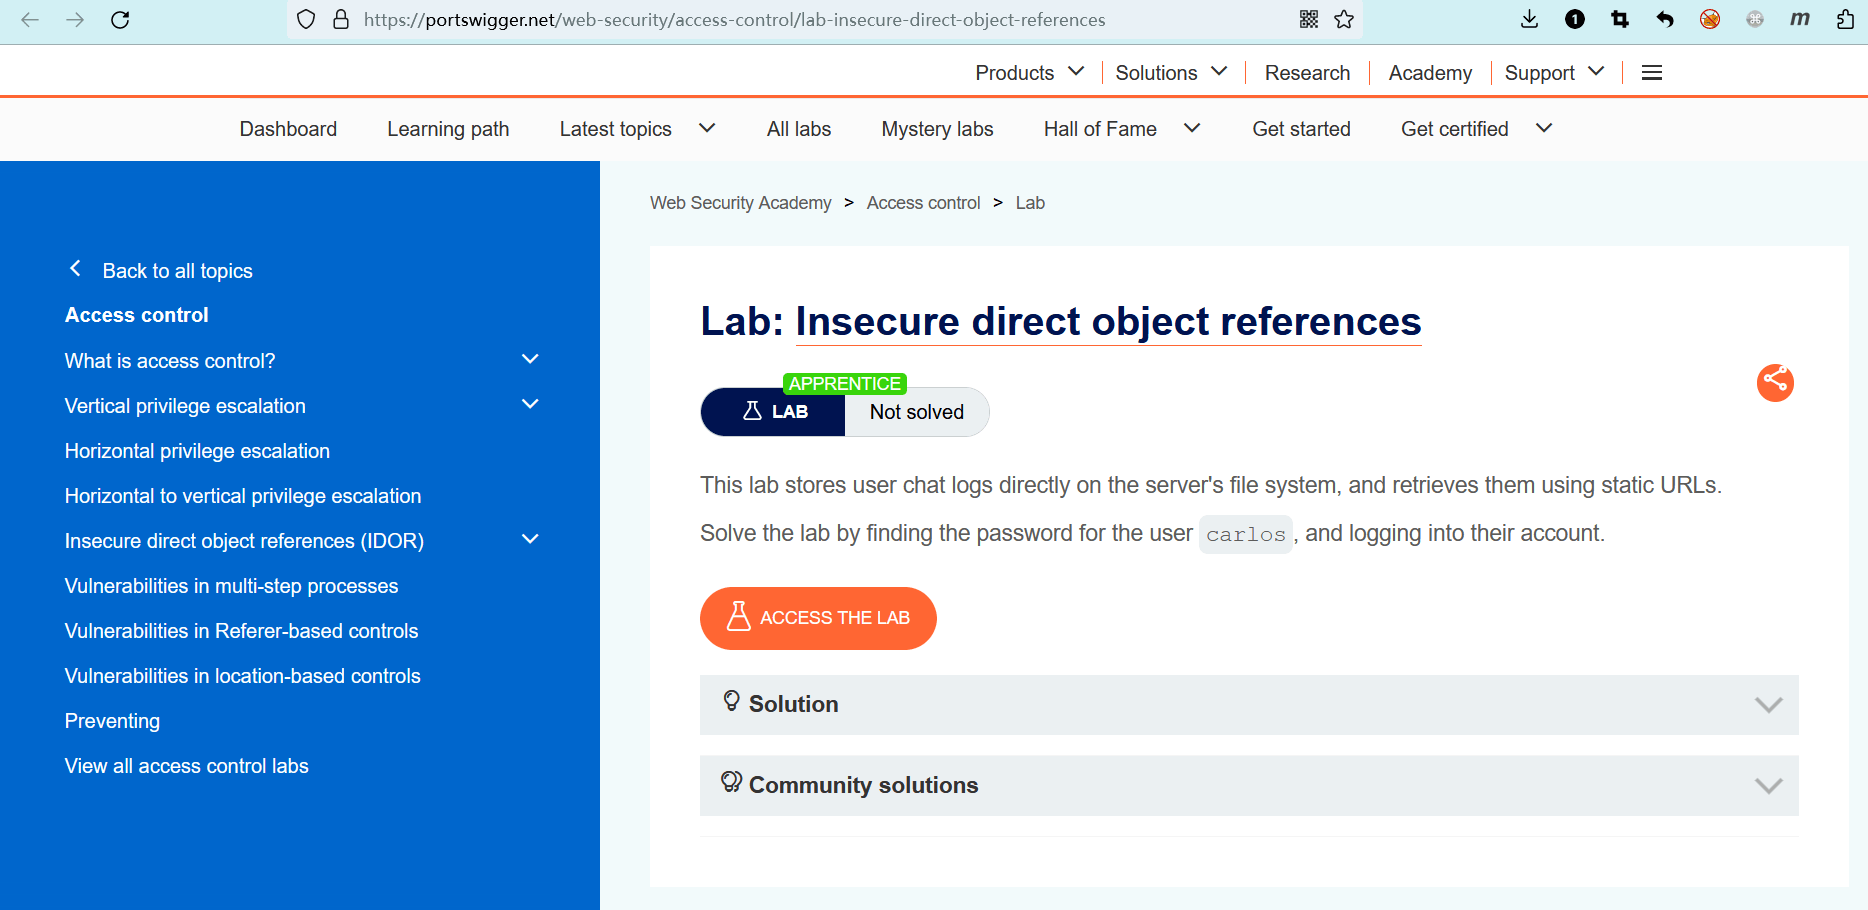 https://portswigger.net/web-security/access-control/lab-insecure-direct-object-references
1
m
Products
Solutions
Research
Academy
Support
Dashboard
Learning path
Latest topics
All labs
Mystery labs
Hall of Fame
Get started
Get certified
Back to all topics
Access control
What is access control?
Vertical privilege escalation
Horizontal privilege escalation
Horizontal to vertical privilege escalation
Insecure direct object references (IDOR)
Vulnerabilities in multi-step processes
Vulnerabilities in Referer-based controls
Vulnerabilities in location-based controls
Preventing
View all access control labs
Web Security Academy > Access control > Lab
Lab: Insecure direct object references
APPRENTICE
LAB
Not solved
This lab stores user chat logs directly on the server's file system, and retrieves them using static URLs.
Solve the lab by finding the password for the user carlos, and logging into their account.
ACCESS THE LAB
Solution
Community solutions